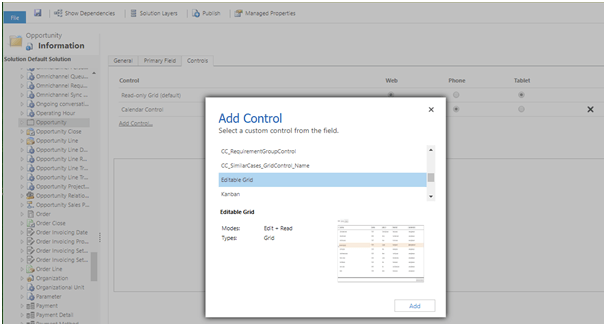 File
Show Dependencies
Solution Layers
Publish
Managed Properties
Opportunity
Information
Solution Default Solution
Omnichannel Queu...
Omnichannel Requ...
Omnichannel Sync ...
Ongoing conversati...
Operating Hour
Opportunity
Opportunity Close
Opportunity Line
Opportunity Line D...
Opportunity Line R...
Opportunity Line Tr...
Opportunity Line Tr...
Opportunity Project...
Opportunity Relatio...
Opportunity Sales P...
Order
Order Close
Order Invoicing Date
Order Invoicing Pro...
Order Invoicing Set...
Order Invoicing Set...
Order Line
Organization
Organizational Unit
Parameter
Payment
Payment Detail
Payment Method
General
Primary Field
Controls
Control Web Phone Tablet
Read-only Grid (default)
Calendar Control
Add Control...
Add Control
Select a custom control from the field.
CC_RequirementGroupControl
CC_SimilarCases_GridControl_Name
Editable Grid
Kanban
Editable Grid
Modes: Edit + Read
Types: Grid
Add